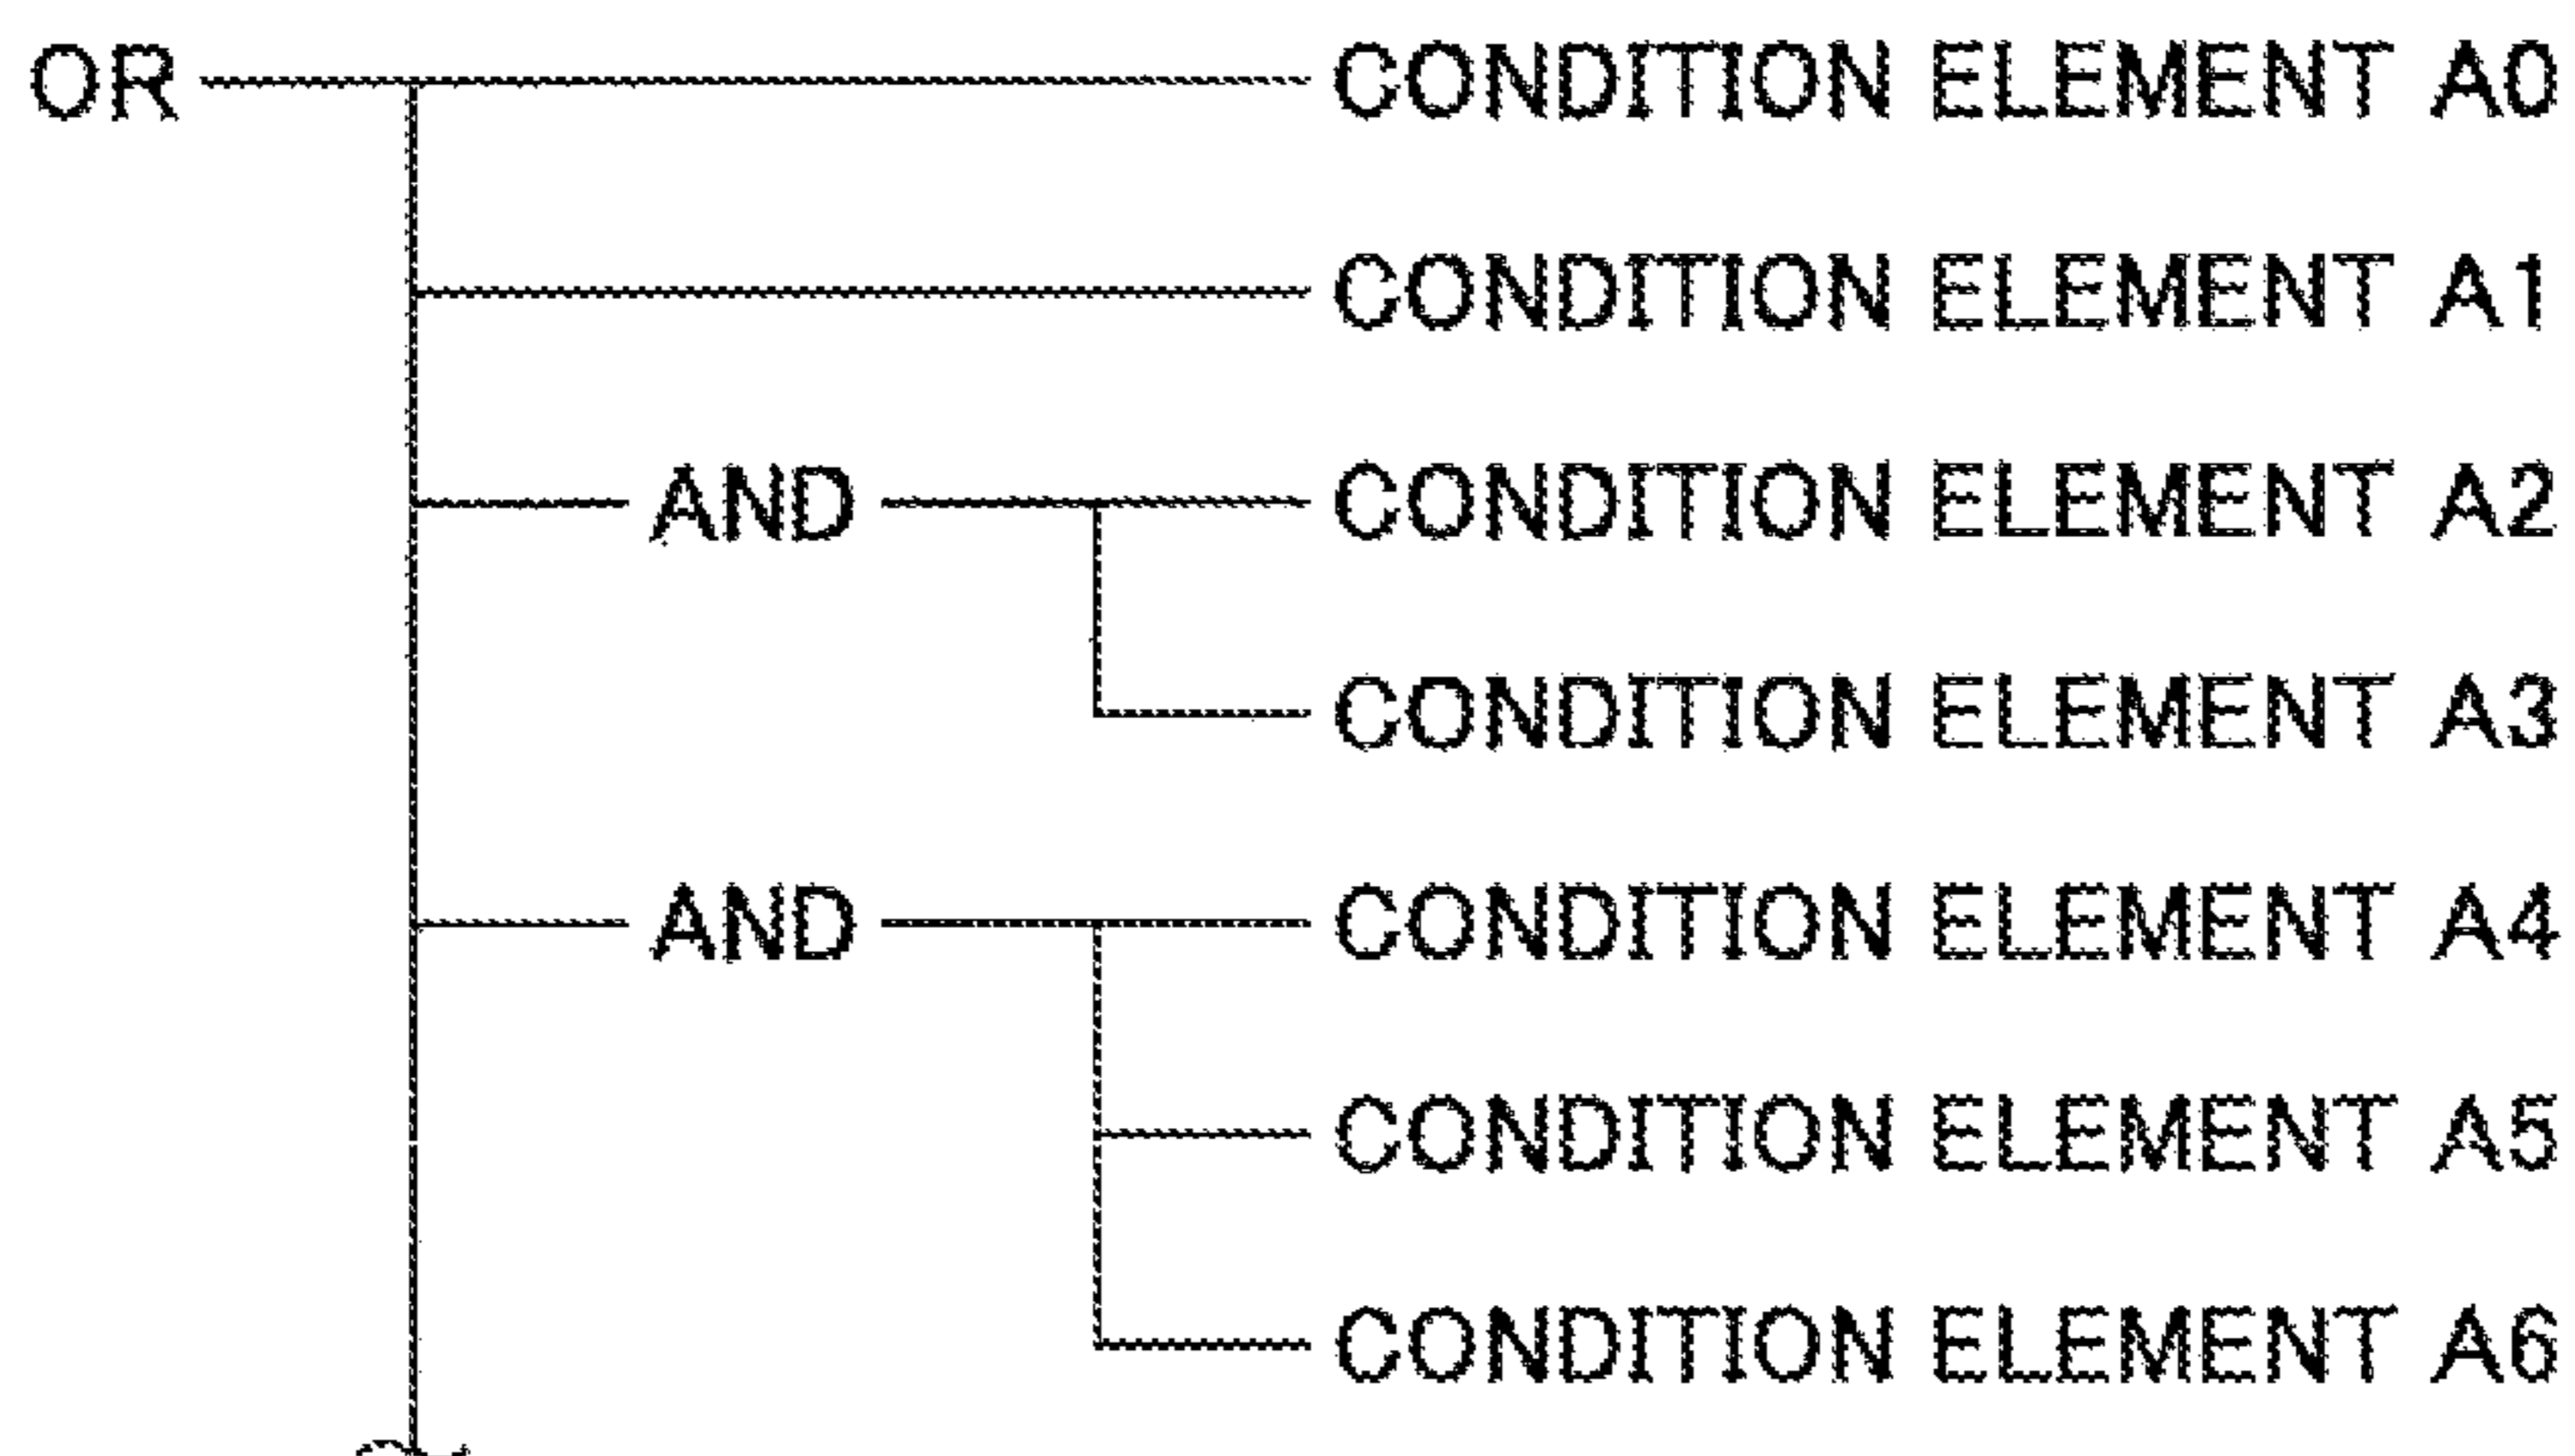 OR CONDITION ELEMENT A0
CONDITION ELEMENT A1
AND CONDITION ELEMENT A2
CONDITION ELEMENT A3
AND CONDITION ELEMENT A4
CONDITION ELEMENT A5
CONDITION ELEMENT A6